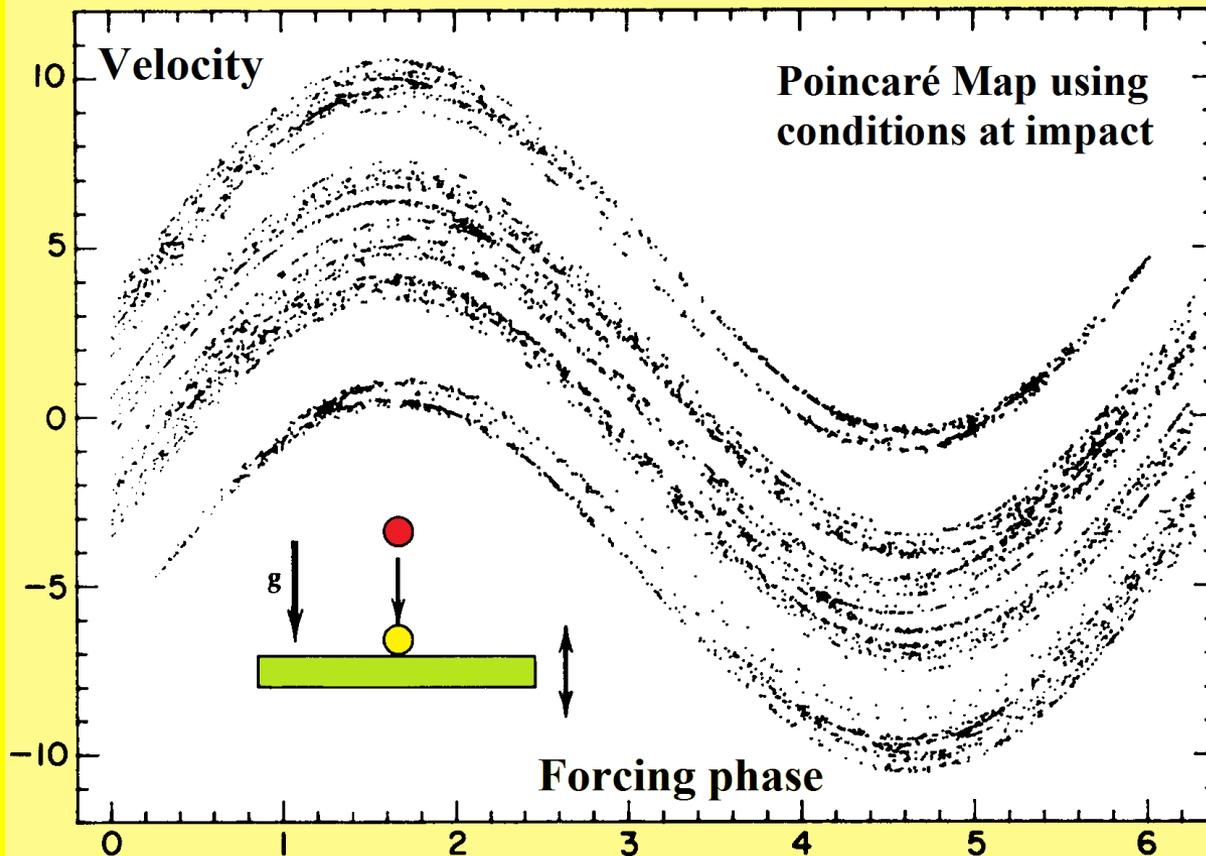 Velocity
Poincaré Map using
conditions at impact
10
5
0
−5
−10
g
Forcing phase
0 1 2 3 4 5 6